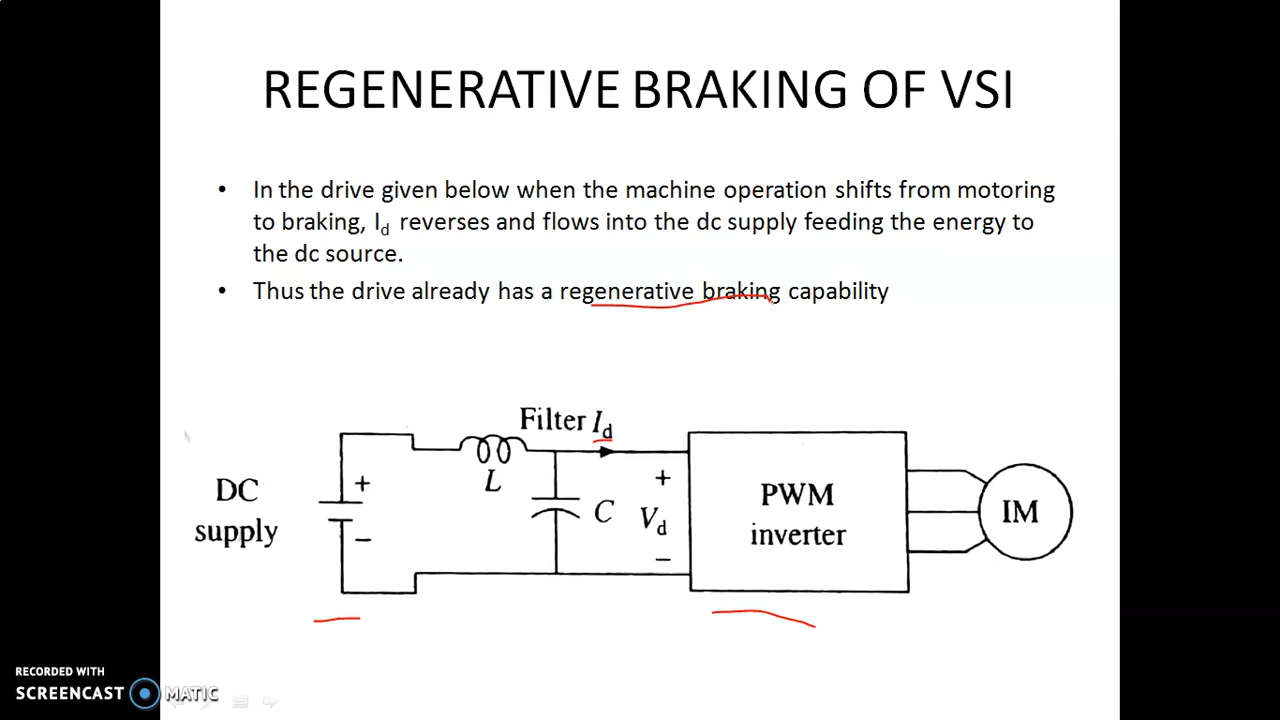 REGENERATIVE BRAKING OF VSI
• In the drive given below when the machine operation shifts from motoring
to braking, Id reverses and flows into the dc supply feeding the energy to
the dc source.
• Thus the drive already has a regenerative braking capability
Filter Id
DC
supply
+
−
L
C
+
Vd
−
PWM
inverter
IM
RECORDED WITH
SCREENCAST MATIC